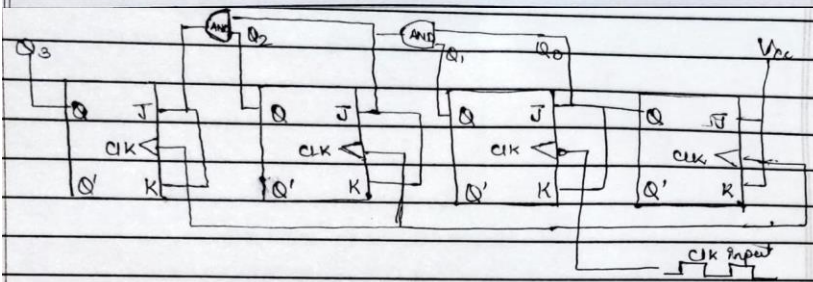 AND AND
Q3 Q2 Q1 Q0 Vcc
Q J Q J Q J Q J
CLK CLK CLK CLK
Q' K Q' K Q' K Q' K
Clk input